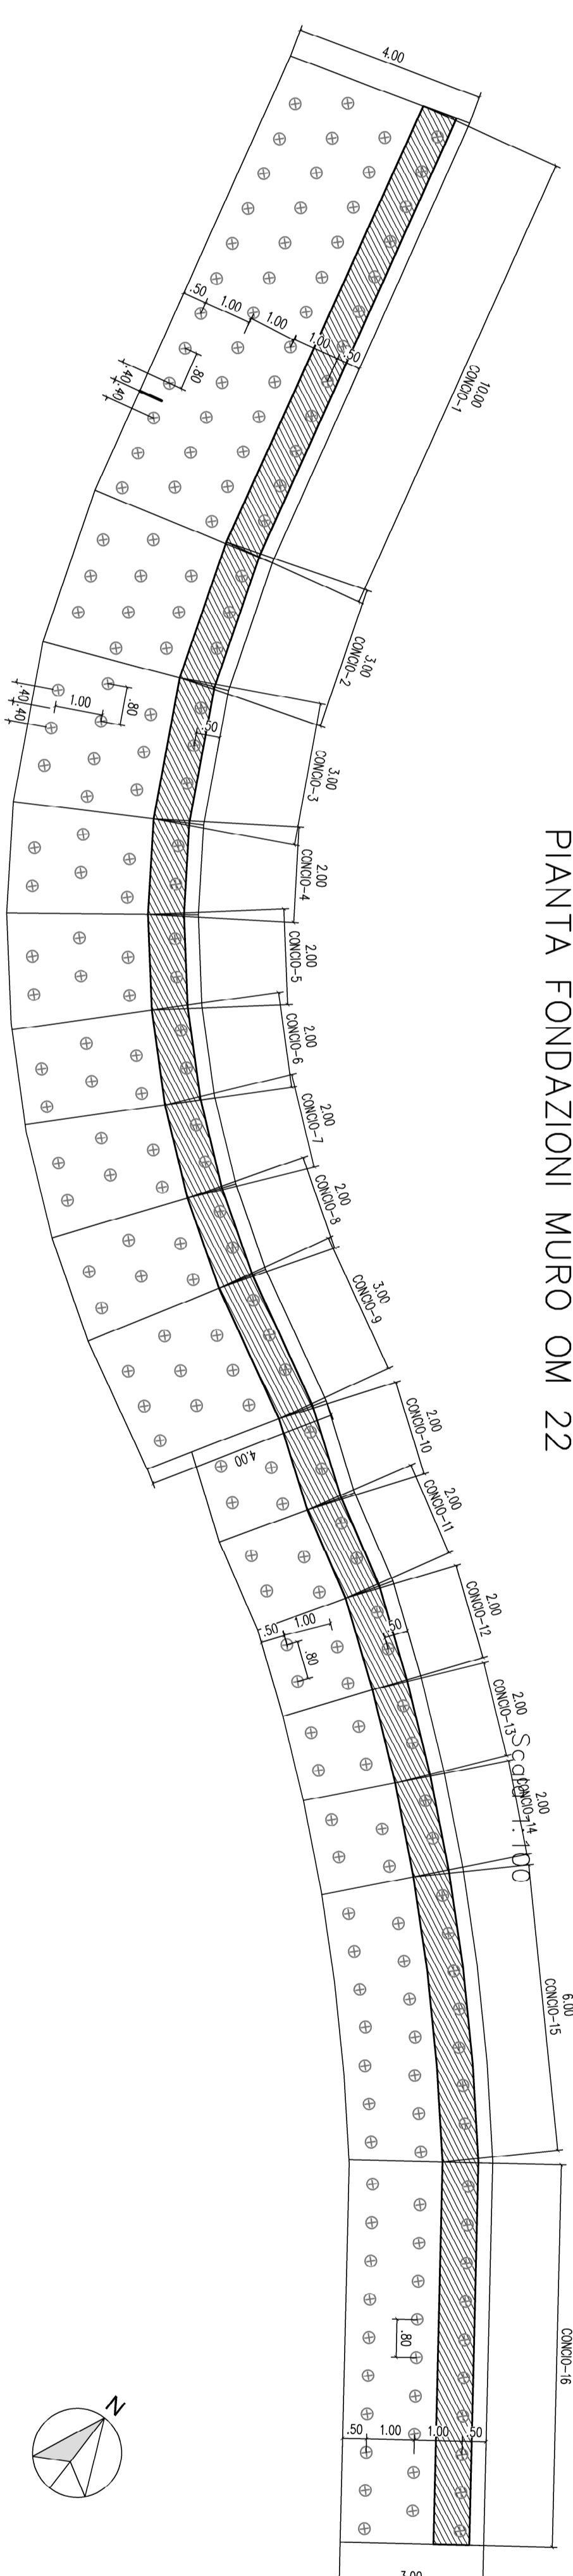 PIANTA FONDAZIONI MURO OM 22
Scala 1:100
4.00
10.00
CONCIO-1
.50
1.00
1.00
1.00
.50
.80
.40
.40
3.00
CONCIO-2
.40
.40
1.00
.80
.50
3.00
CONCIO-3
2.00
CONCIO-4
2.00
CONCIO-5
2.00
CONCIO-6
2.00
CONCIO-7
2.00
CONCIO-8
3.00
CONCIO-9
4.00
2.00
CONCIO-10
2.00
CONCIO-11
2.00
CONCIO-12
.50
1.00
.80
.50
2.00
CONCIO-13
2.00
CONCIO-14
6.00
CONCIO-15
CONCIO-16
.80
.50
1.00
1.00
.50
3.00
N